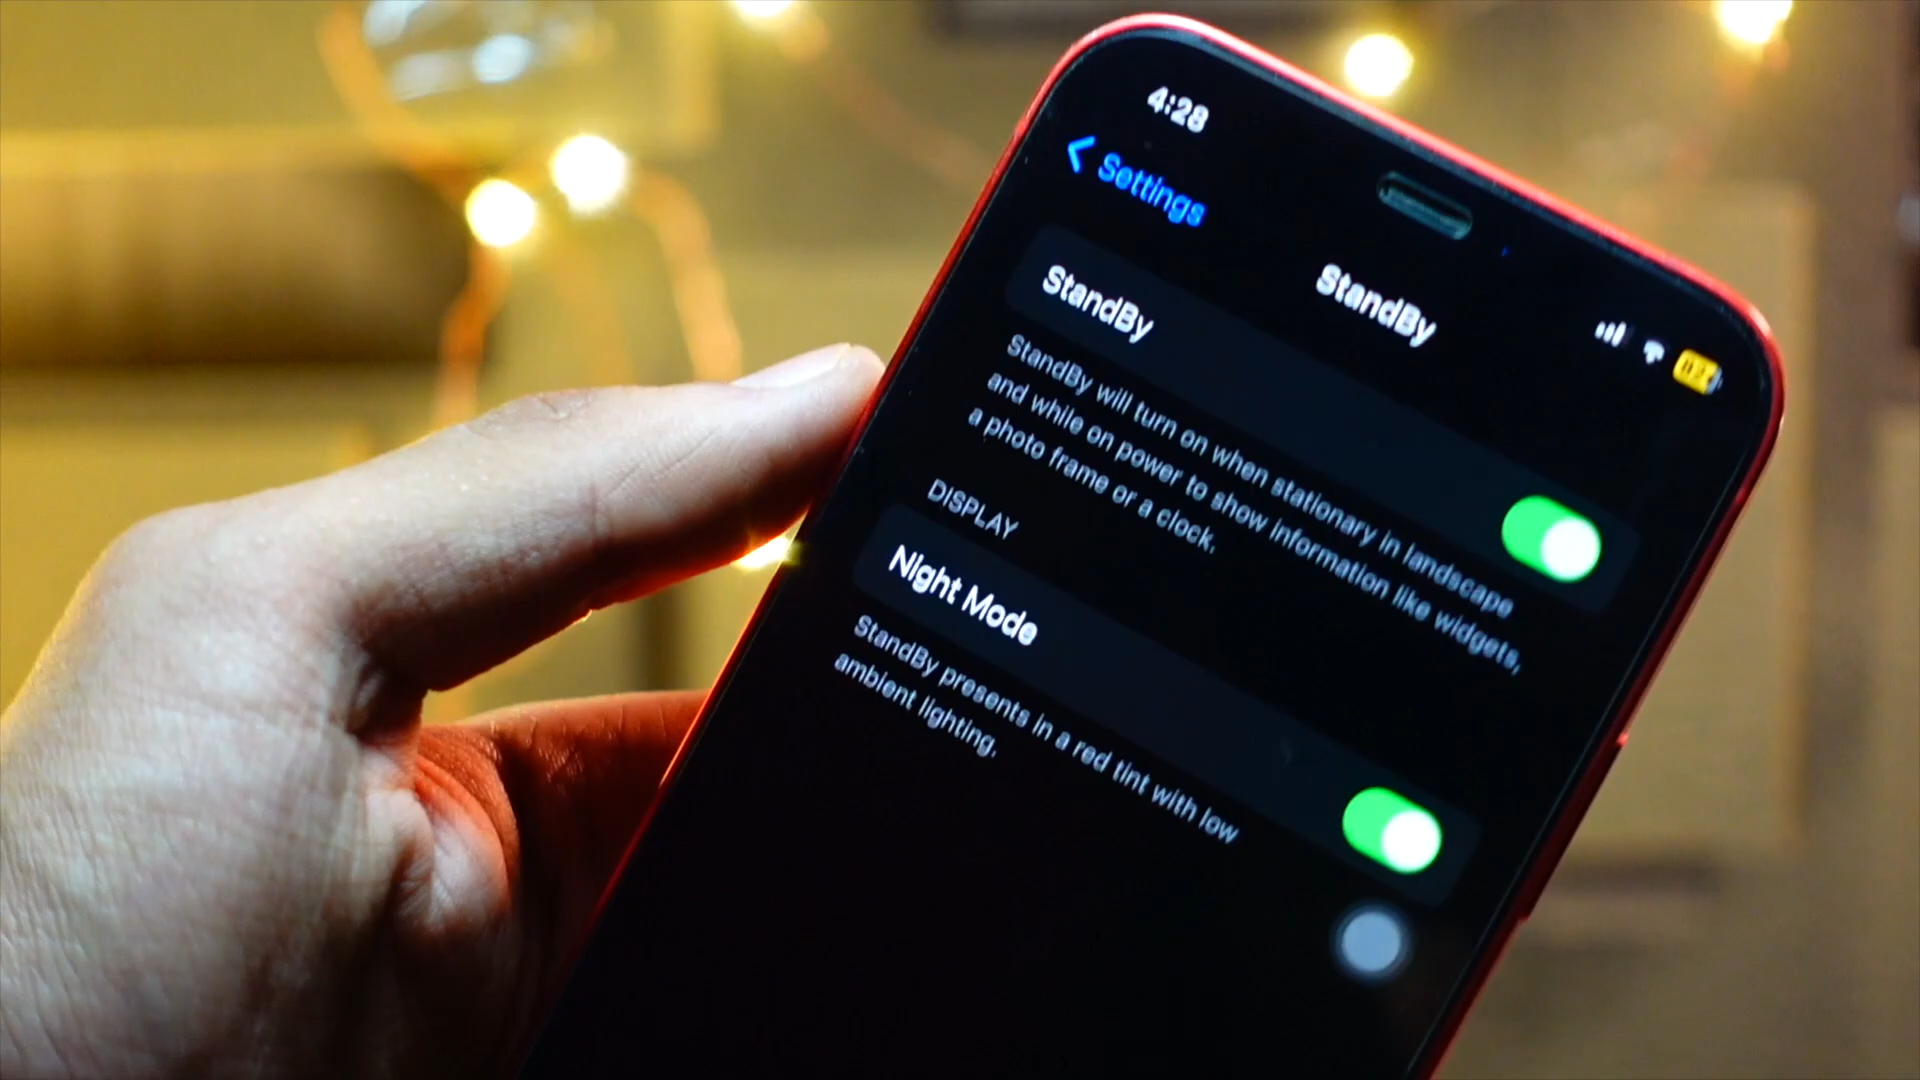 4:28
Settings
StandBy
StandBy
StandBy will turn on when stationary in landscape
and while on power to show information like widgets,
a photo frame or a clock.
DISPLAY
Night Mode
StandBy presents in a red tint with low
ambient lighting.